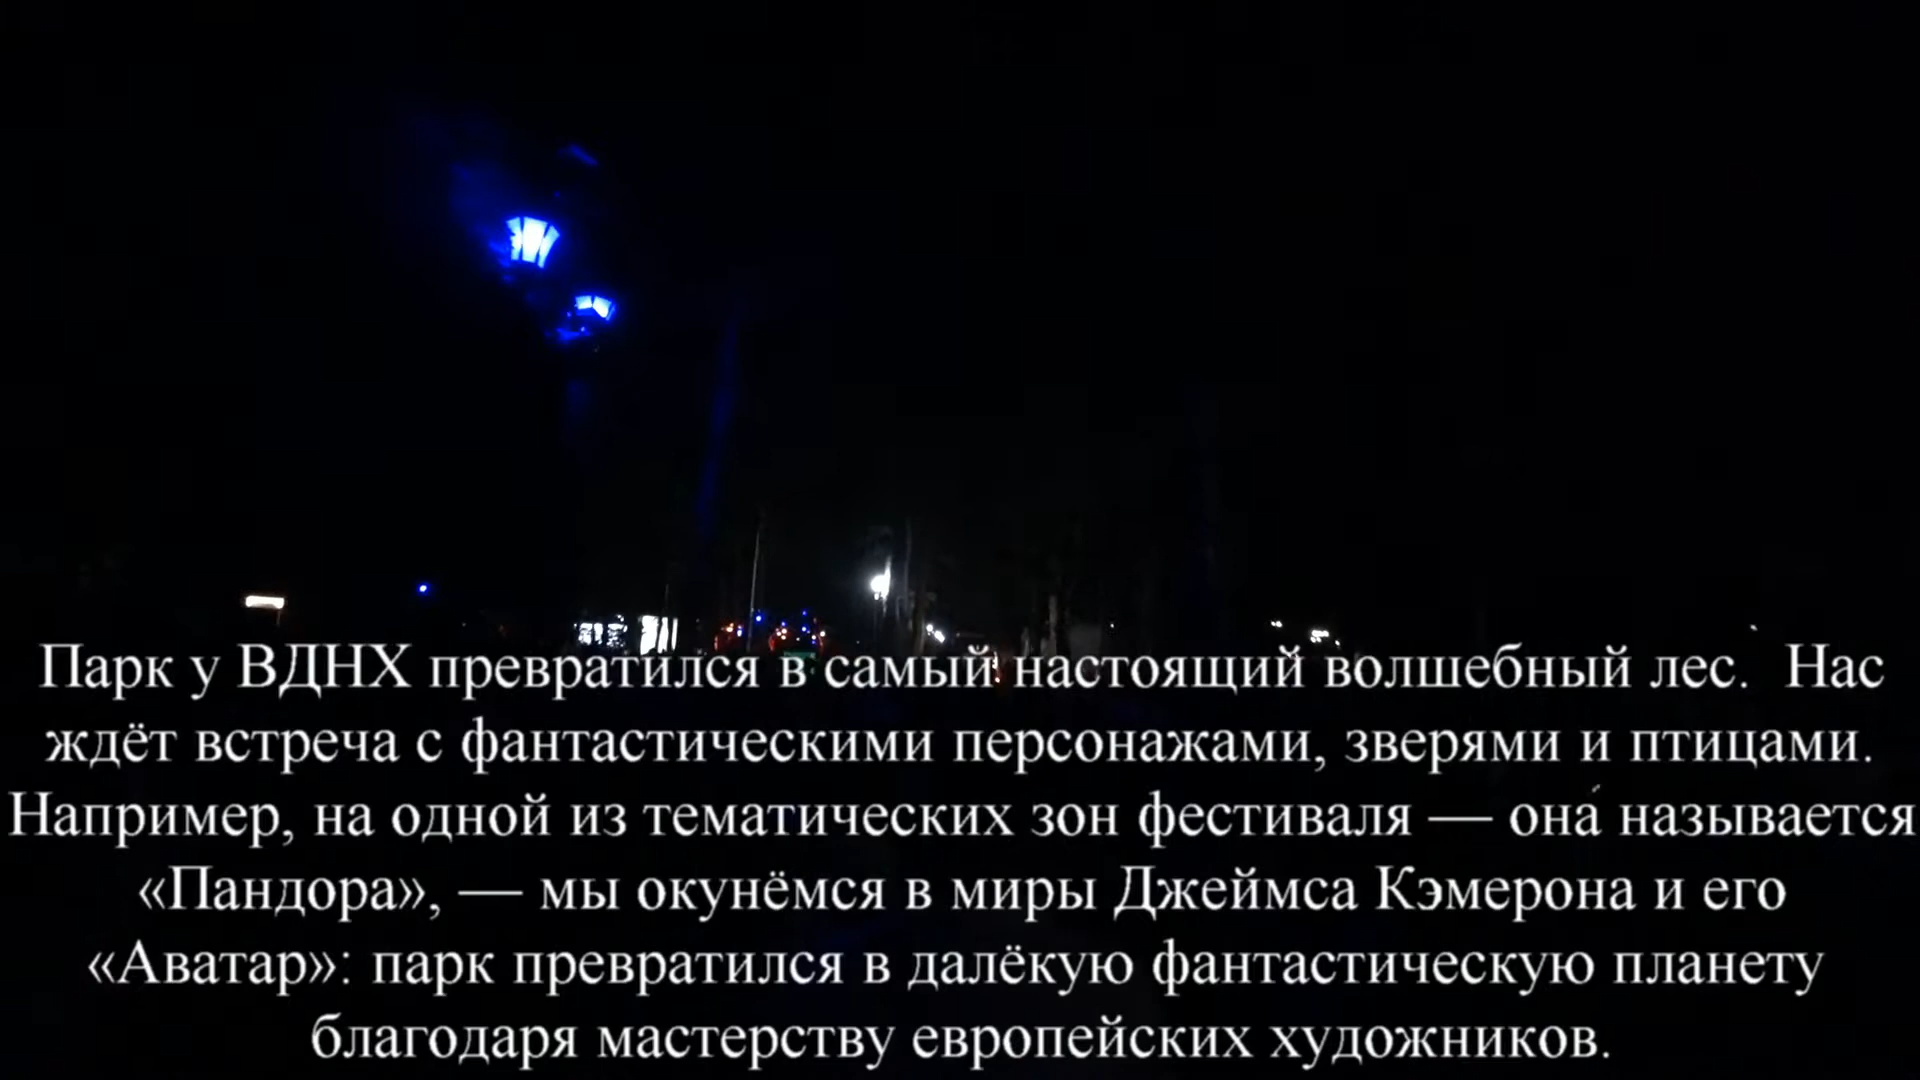 Парк у ВДНХ превратился в самый настоящий волшебный лес. Нас
ждёт встреча с фантастическими персонажами, зверями и птицами.
Например, на одной из тематических зон фестиваля — она́ называется
«Пандора», — мы окунёмся в миры Джеймса Кэмерона и его
«Аватар»: парк превратился в далёкую фантастическую планету
благодаря мастерству европейских художников.